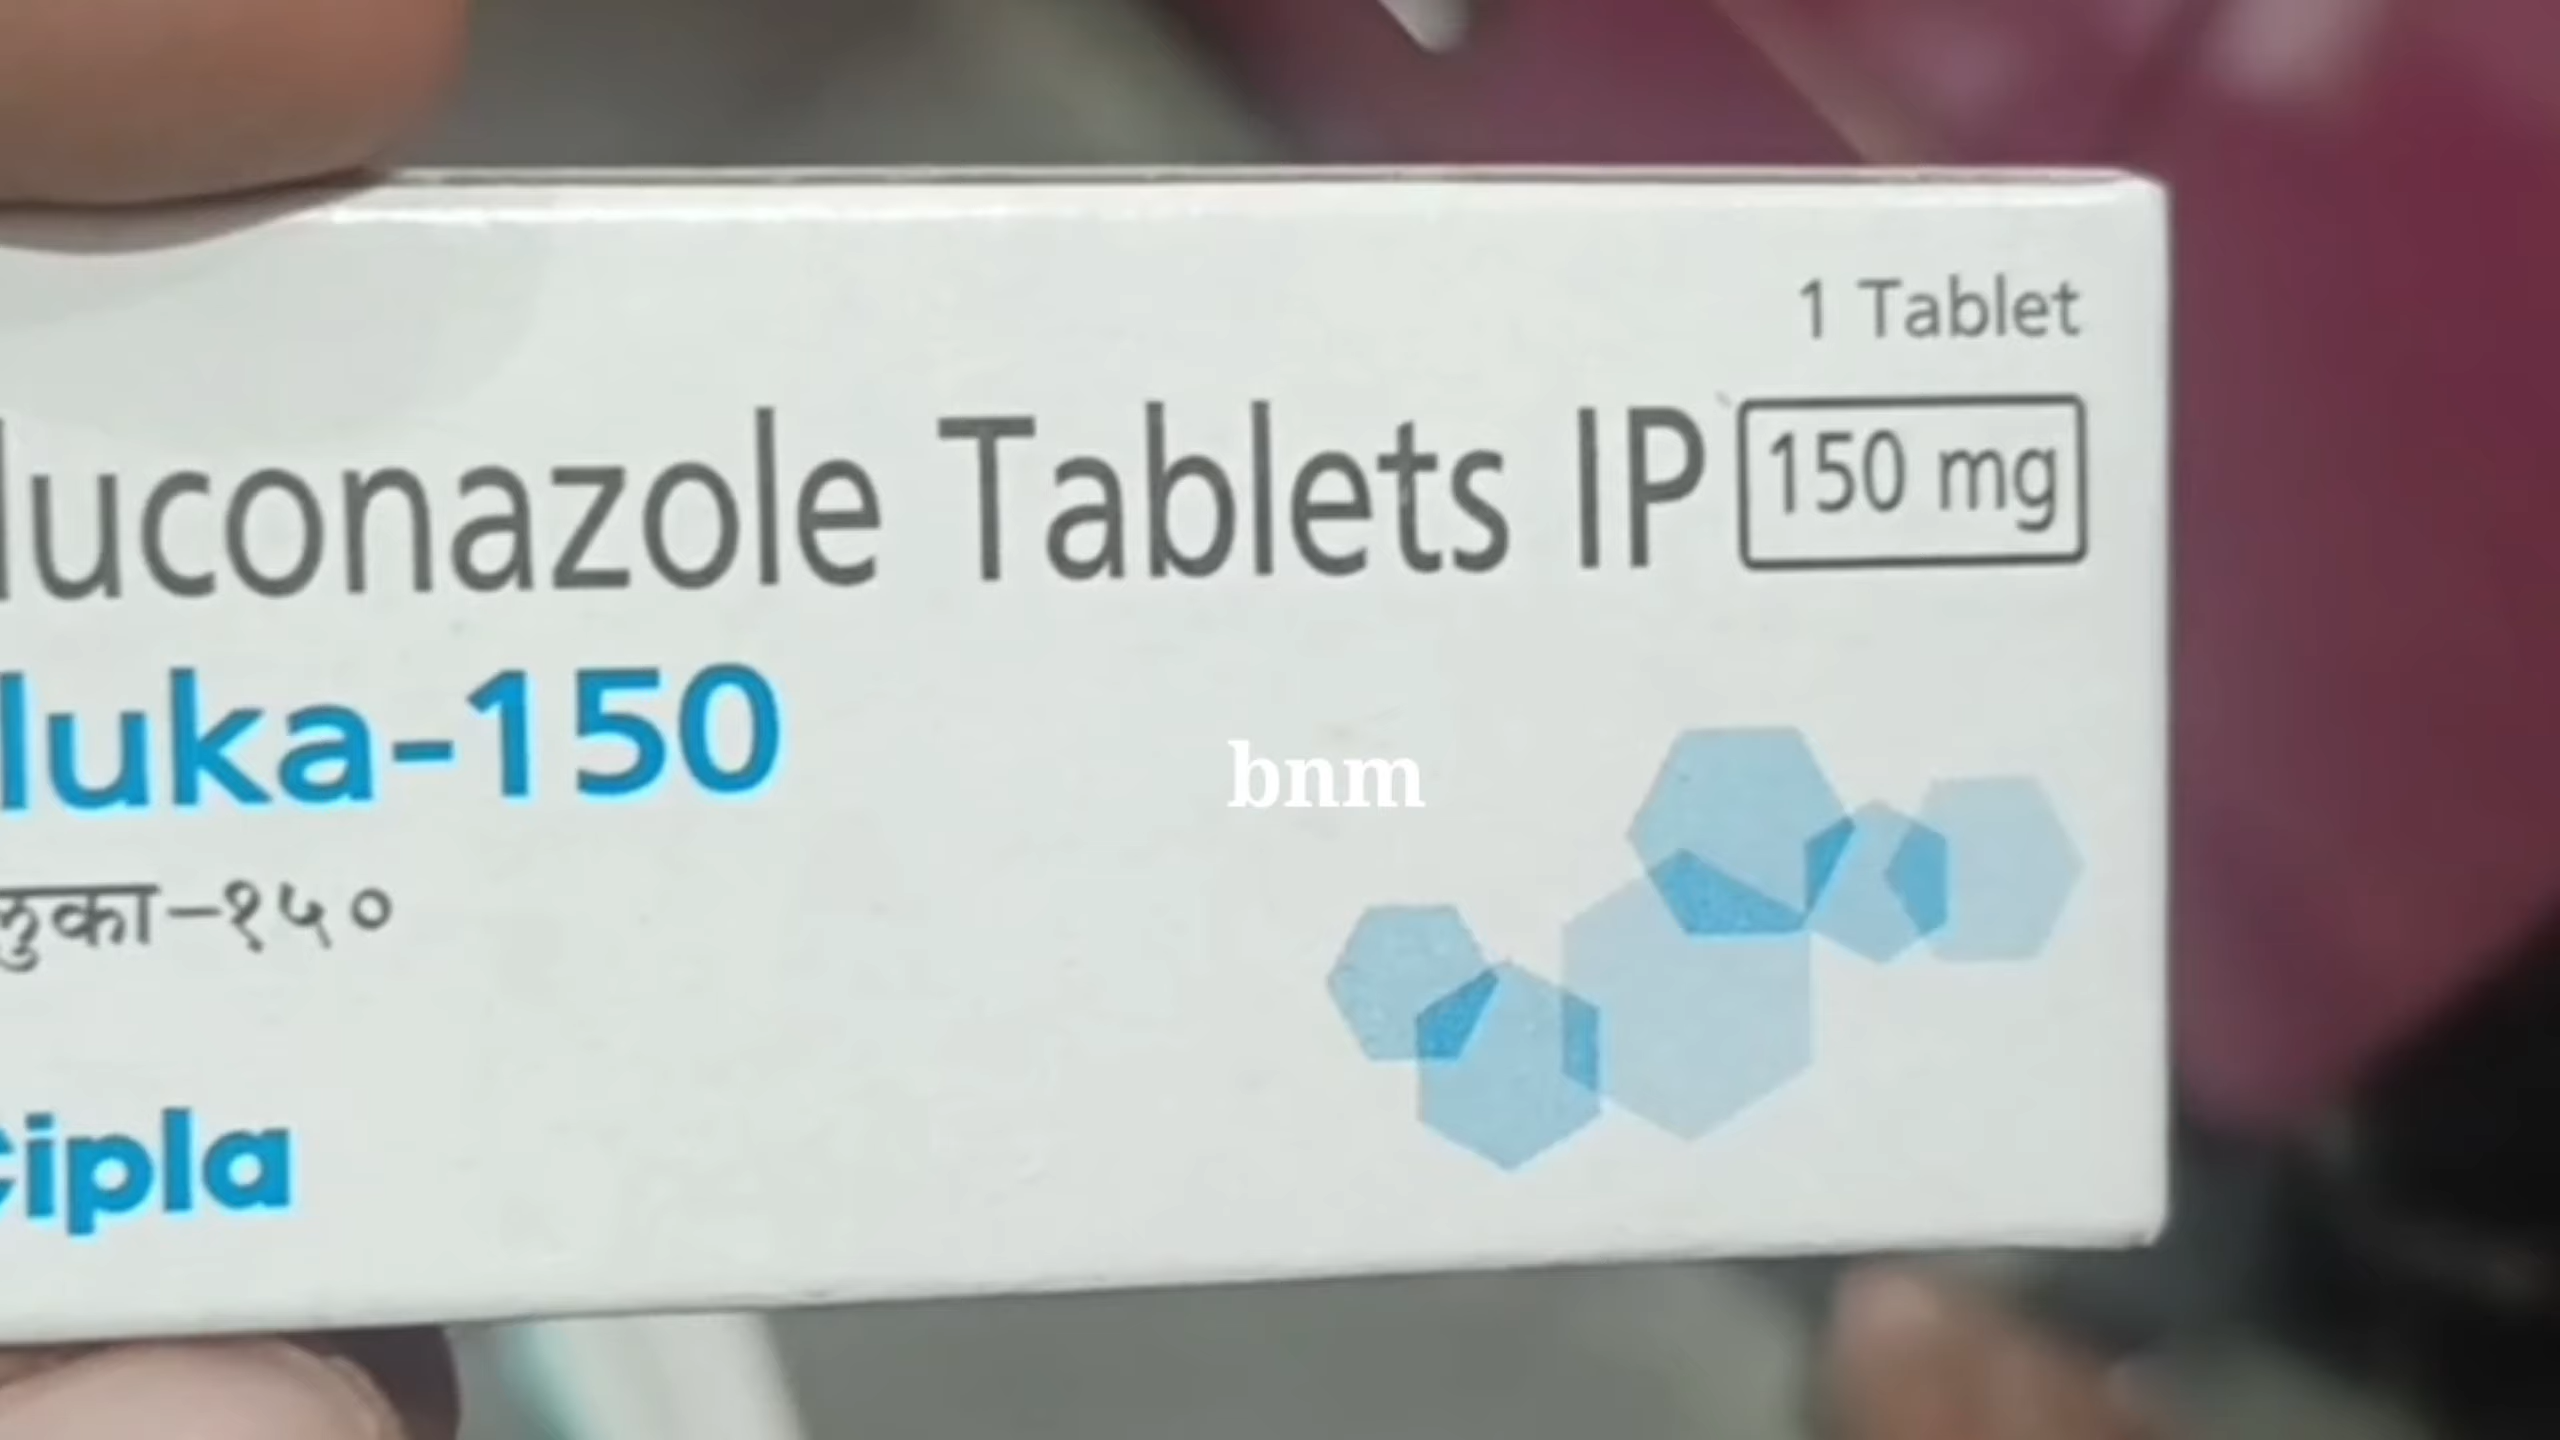 1 Tablet
luconazole Tablets IP 150 mg
luka-150
bnm
लुका-१५०
Cipla